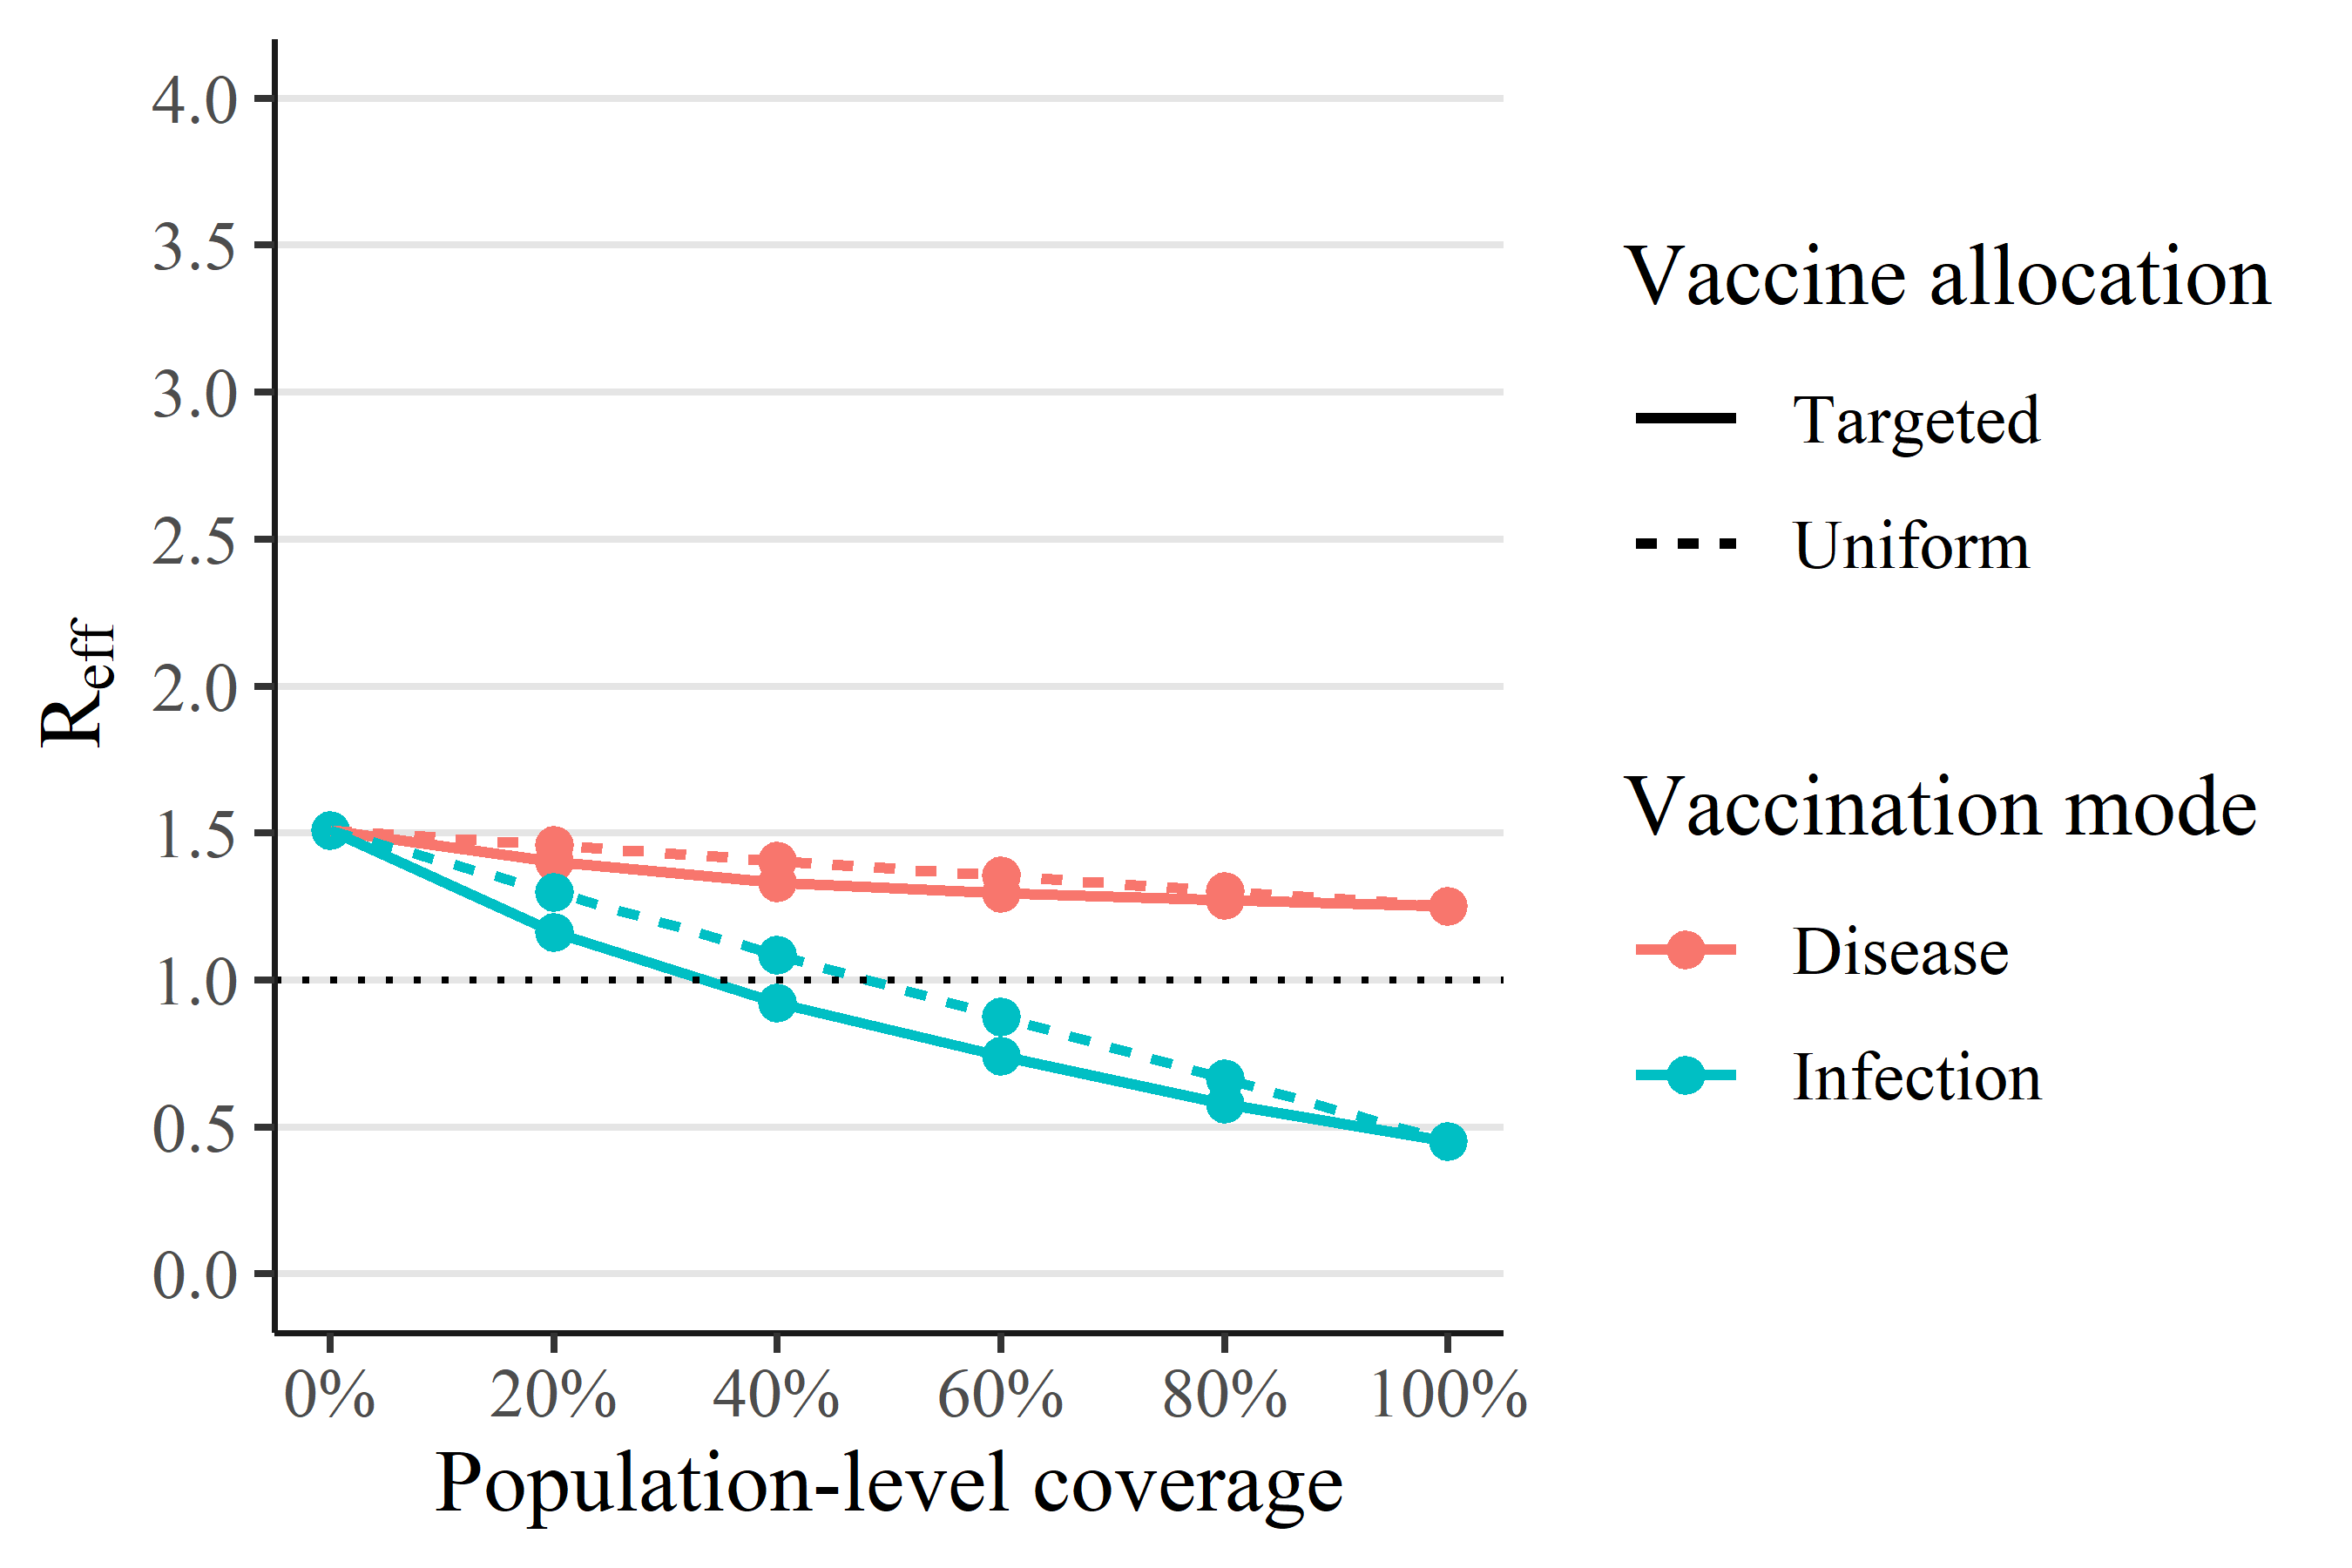 4.0
3.5
3.0
2.5
2.0
1.5
1.0
0.5
0.0
Reff
0%
20%
40%
60%
80%
100%
Population-level coverage
Vaccine allocation
Targeted
Uniform
Vaccination mode
Disease
Infection